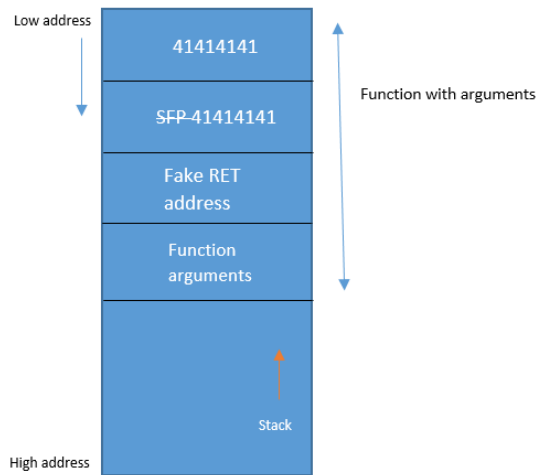 Low address
41414141
Function with arguments
SFP 41414141
Fake RET
address
Function
arguments
Stack
High address